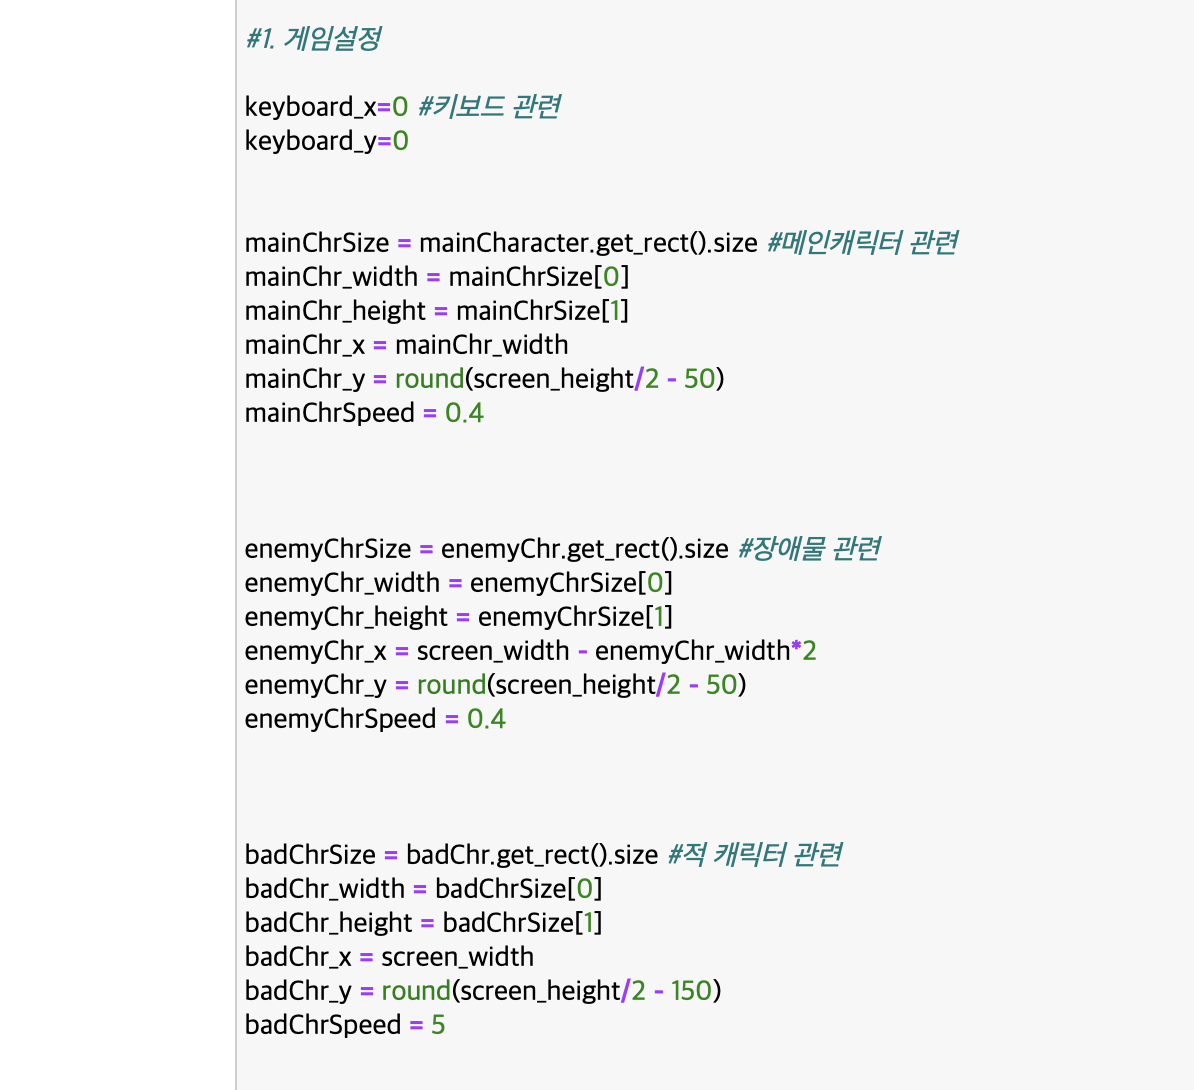 #1. 게임설정
keyboard_x=0 #키보드 관련
keyboard_y=0
mainChrSize = mainCharacter.get_rect().size #메인캐릭터 관련
mainChr_width = mainChrSize[0]
mainChr_height = mainChrSize[1]
mainChr_x = mainChr_width
mainChr_y = round(screen_height/2 - 50)
mainChrSpeed = 0.4
enemyChrSize = enemyChr.get_rect().size #장애물 관련
enemyChr_width = enemyChrSize[0]
enemyChr_height = enemyChrSize[1]
enemyChr_x = screen_width - enemyChr_width*2
enemyChr_y = round(screen_height/2 - 50)
enemyChrSpeed = 0.4
badChrSize = badChr.get_rect().size #적 캐릭터 관련
badChr_width = badChrSize[0]
badChr_height = badChrSize[1]
badChr_x = screen_width
badChr_y = round(screen_height/2 - 150)
badChrSpeed = 5